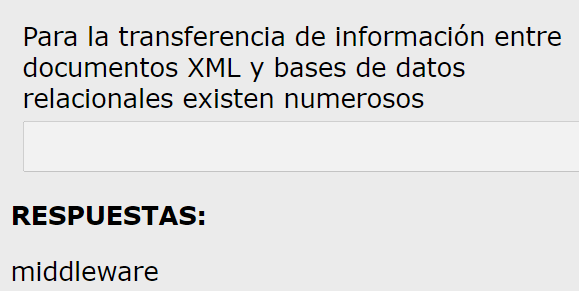 Para la transferencia de información entre
documentos XML y bases de datos
relacionales existen numerosos
RESPUESTAS:
middleware